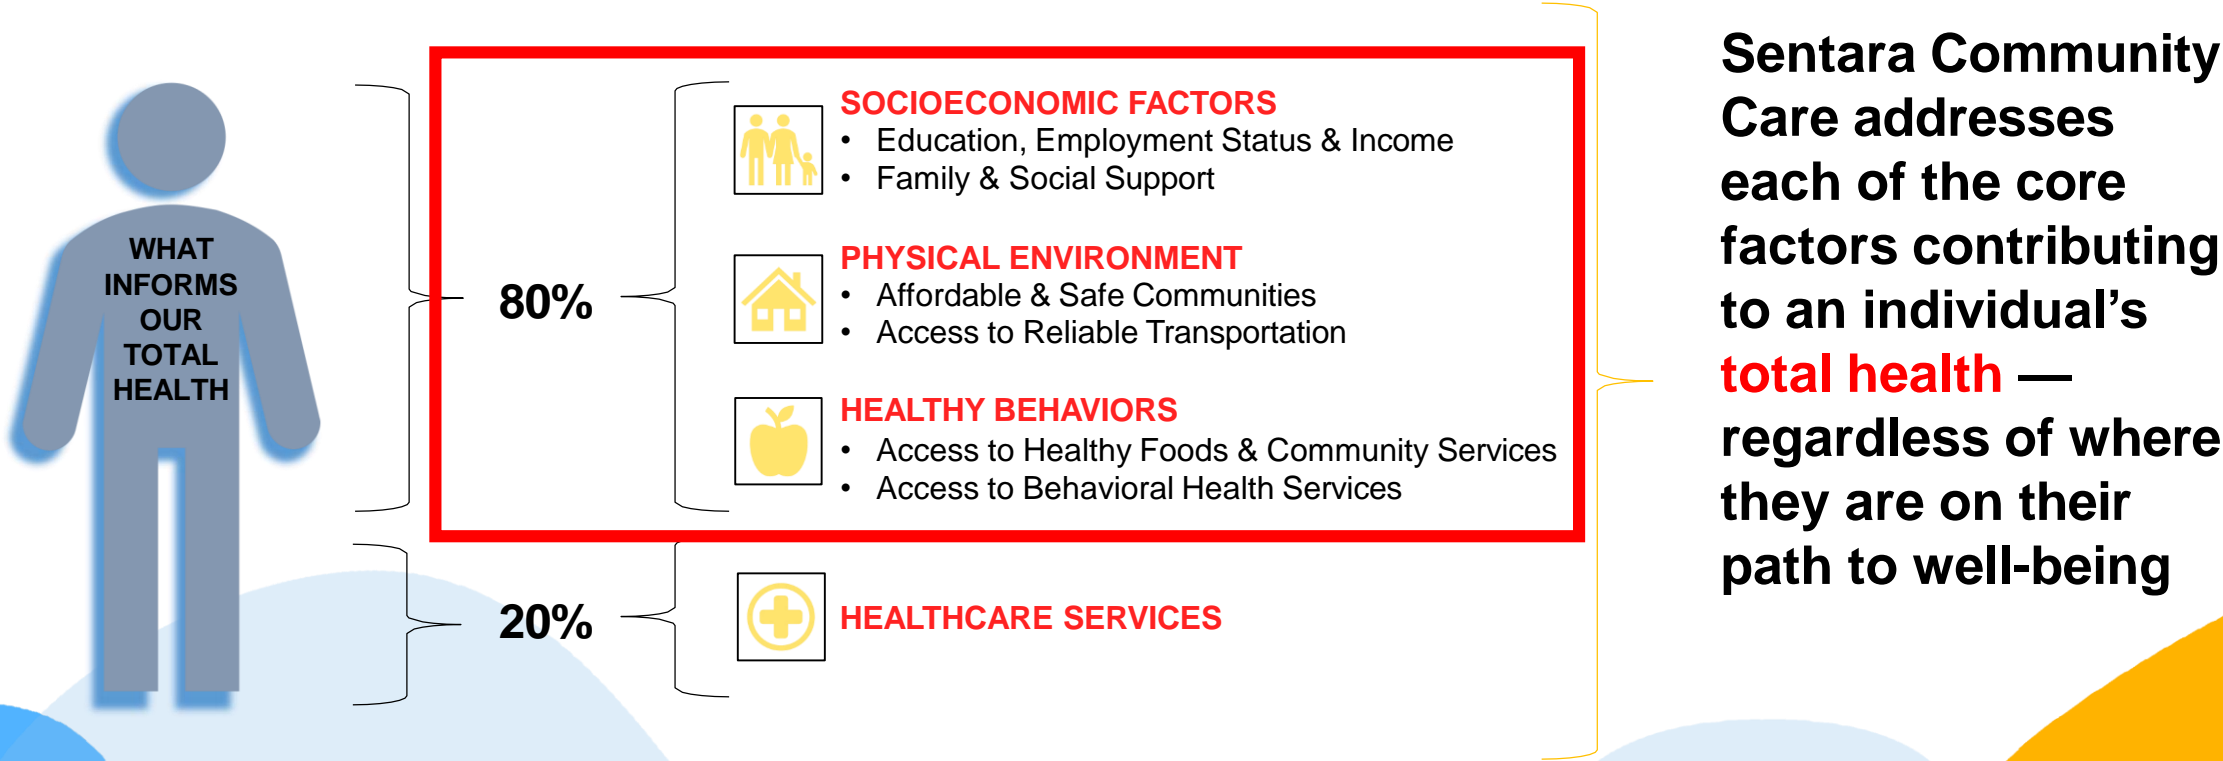 WHAT
INFORMS
OUR
TOTAL
HEALTH
80%
SOCIOECONOMIC FACTORS
• Education, Employment Status & Income
• Family & Social Support
PHYSICAL ENVIRONMENT
• Affordable & Safe Communities
• Access to Reliable Transportation
HEALTHY BEHAVIORS
• Access to Healthy Foods & Community Services
• Access to Behavioral Health Services
20%
HEALTHCARE SERVICES
Sentara Community
Care addresses
each of the core
factors contributing
to an individual’s
total health —
regardless of where
they are on their
path to well-being